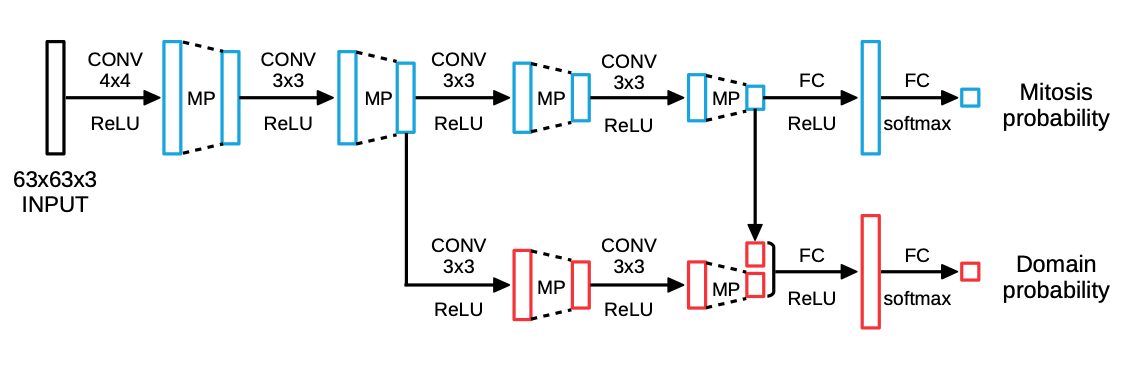 CONV
4x4
ReLU
MP
CONV
3x3
ReLU
MP
CONV
3x3
ReLU
MP
CONV
3x3
ReLU
MP
FC
ReLU
FC
softmax
Mitosis
probability
63x63x3
INPUT
CONV
3x3
ReLU
MP
CONV
3x3
ReLU
MP
FC
ReLU
FC
softmax
Domain
probability